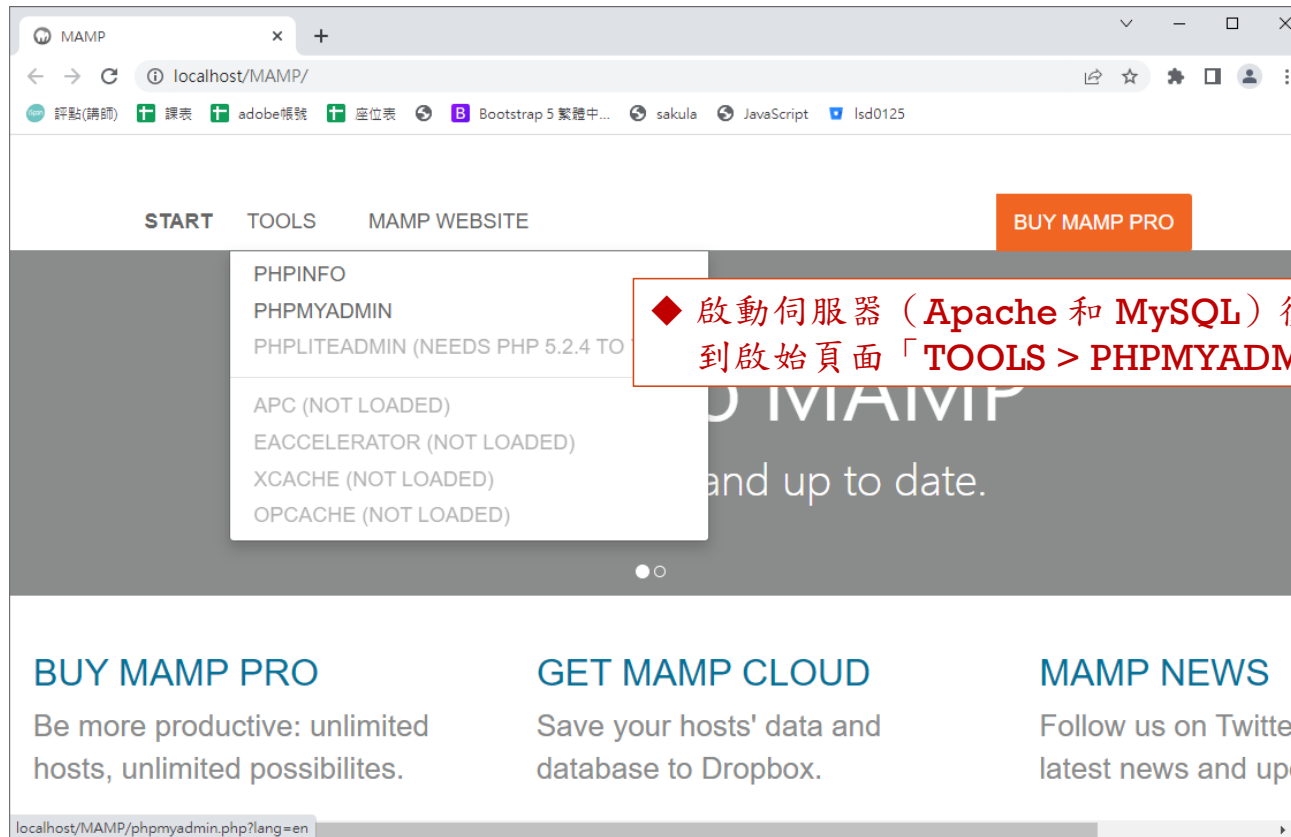 MAMP
localhost/MAMP/
評點(講師) 課表 adobe帳號 座位表 B Bootstrap 5 繁體中... sakula JavaScript lsd0125
START TOOLS MAMP WEBSITE BUY MAMP PRO
PHPINFO
PHPMYADMIN
PHPLITEADMIN (NEEDS PHP 5.2.4 TO
◆ 啟動伺服器（Apache 和 MySQL）
到啟始頁面「TOOLS > PHPMYADM
MAMP
APC (NOT LOADED)
EACCELERATOR (NOT LOADED)
XCACHE (NOT LOADED)
and up to date.
OPCACHE (NOT LOADED)
BUY MAMP PRO
Be more productive: unlimited
hosts, unlimited possibilites.
GET MAMP CLOUD
Save your hosts' data and
database to Dropbox.
MAMP NEWS
Follow us on Twitte
latest news and up
localhost/MAMP/phpmyadmin.php?lang=en